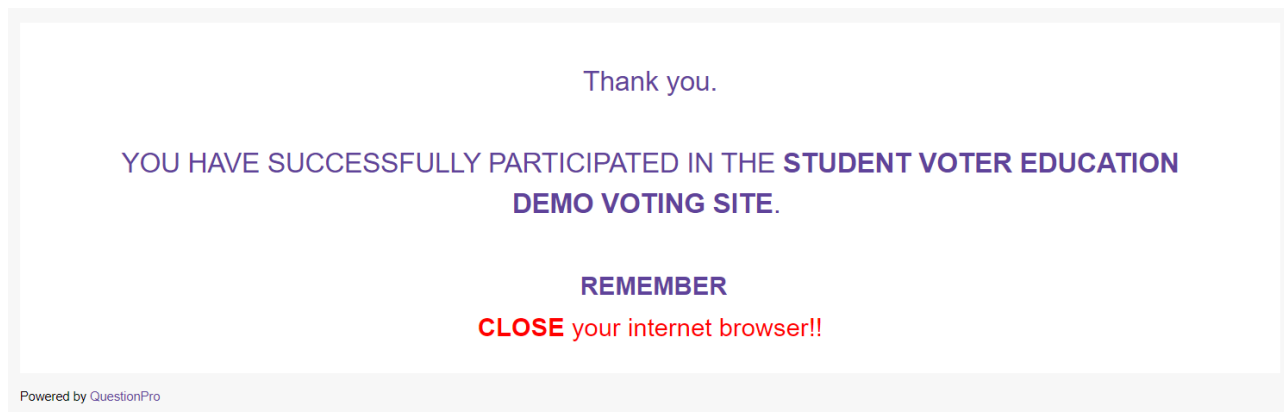 Thank you.
YOU HAVE SUCCESSFULLY PARTICIPATED IN THE STUDENT VOTER EDUCATION
DEMO VOTING SITE.
REMEMBER
CLOSE your internet browser!!
Powered by QuestionPro